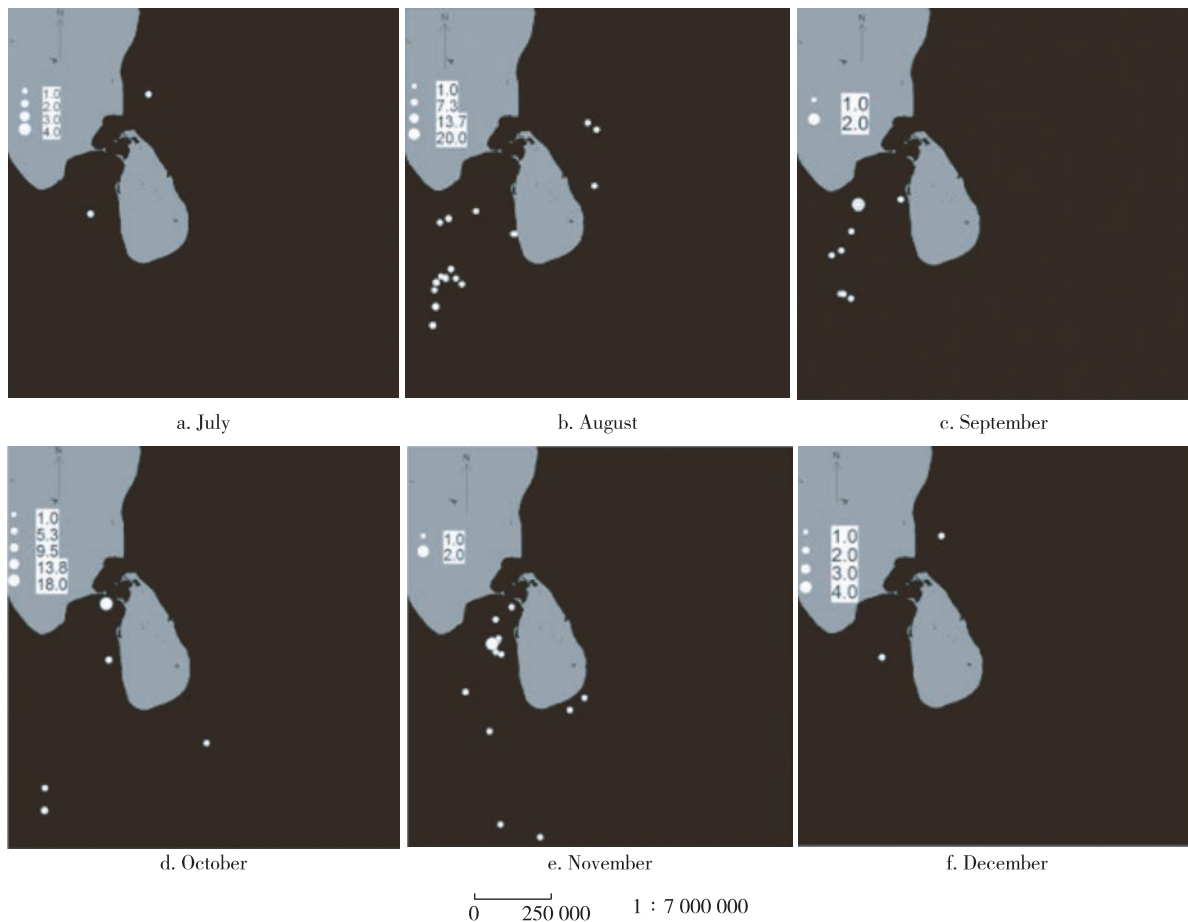 N
1.0
2.0
3.0
4.0
a. July
N
1.0
7.3
13.7
20.0
b. August
N
1.0
2.0
c. September
N
1.0
5.3
9.5
13.8
18.0
d. October
N
1.0
2.0
e. November
N
1.0
2.0
3.0
4.0
f. December
0 250 000 1 : 7 000 000